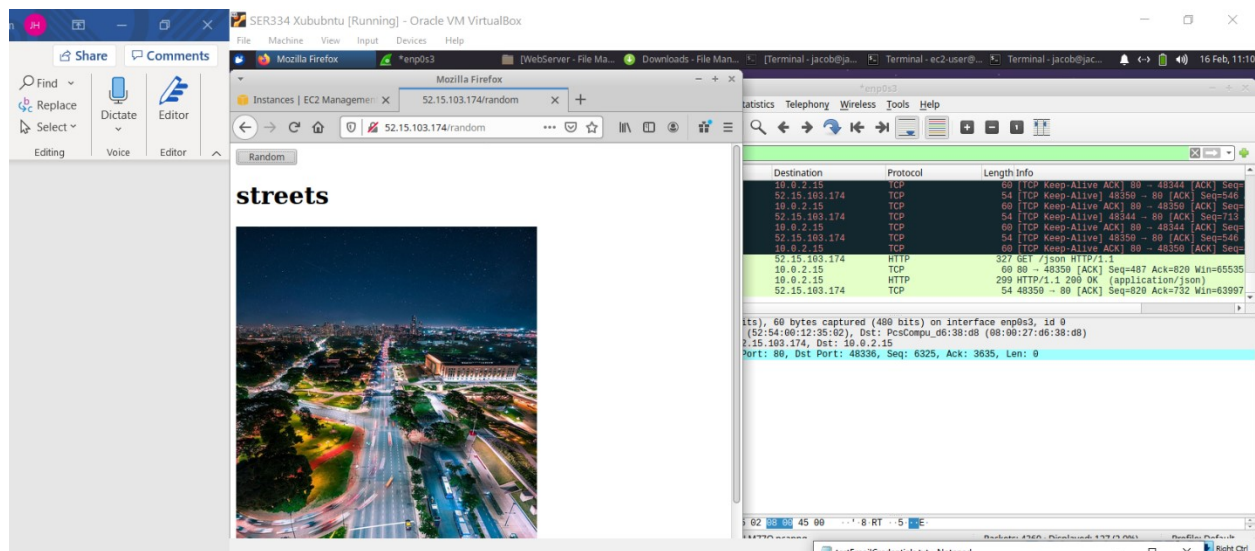 JH
Share Comments
Find
Replace
Select
Dictate
Editor
Editing Voice Editor
SER334 Xububntu [Running] - Oracle VM VirtualBox
File Machine View Input Devices Help
Mozilla Firefox *enp0s3 [WebServer - File Ma... Downloads - File Man... [Terminal - jacob@ja... Terminal - ec2-user@... Terminal - jacob@jac... 16 Feb, 11:10
Mozilla Firefox
Instances | EC2 Managemen 52.15.103.174/random
52.15.103.174/random
Random
streets
*enp0s3
tatistics Telephony Wireless Tools Help
Destination Protocol Length Info
10.0.2.15 TCP 60 [TCP Keep-Alive ACK] 80 → 48344 [ACK] Seq=
52.15.103.174 TCP 54 [TCP Keep-Alive] 48350 → 80 [ACK] Seq=546
10.0.2.15 TCP 60 [TCP Keep-Alive ACK] 80 → 48350 [ACK] Seq=
52.15.103.174 TCP 54 [TCP Keep-Alive] 48344 → 80 [ACK] Seq=713
10.0.2.15 TCP 60 [TCP Keep-Alive ACK] 80 → 48344 [ACK] Seq=
52.15.103.174 TCP 54 [TCP Keep-Alive] 48350 → 80 [ACK] Seq=546
10.0.2.15 TCP 60 [TCP Keep-Alive ACK] 80 → 48350 [ACK] Seq=
52.15.103.174 HTTP 327 GET /json HTTP/1.1
10.0.2.15 TCP 60 80 → 48350 [ACK] Seq=487 Ack=820 Win=65535
10.0.2.15 HTTP 299 HTTP/1.1 200 OK (application/json)
52.15.103.174 TCP 54 48350 → 80 [ACK] Seq=820 Ack=732 Win=63997
its), 60 bytes captured (480 bits) on interface enp0s3, id 0
(52:54:00:12:35:02), Dst: PcsCompu_d6:38:d8 (08:00:27:d6:38:d8)
2.15.103.174, Dst: 10.0.2.15
Port: 80, Dst Port: 48336, Seq: 6325, Ack: 3635, Len: 0
02 08 00 45 00 ··'·8·RT ··5···E·
Right Ctrl